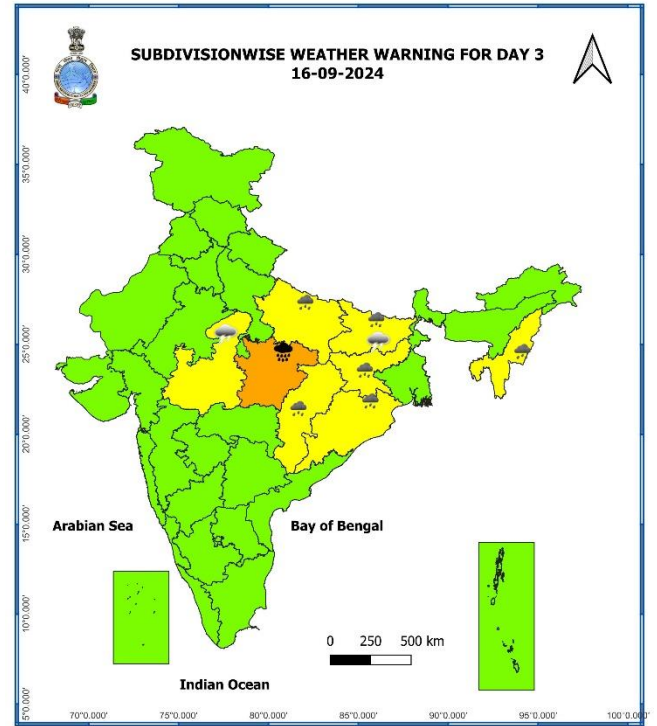 SUBDIVISIONWISE WEATHER WARNING FOR DAY 3
16-09-2024
40°0.000'
35°0.000'
30°0.000'
25°0.000'
20°0.000'
15°0.000'
10°0.000'
5°0.000'
Arabian Sea
Bay of Bengal
0 250 500 km
Indian Ocean
70°0.000' 75°0.000' 80°0.000' 85°0.000' 90°0.000' 95°0.000' 100°0.000'